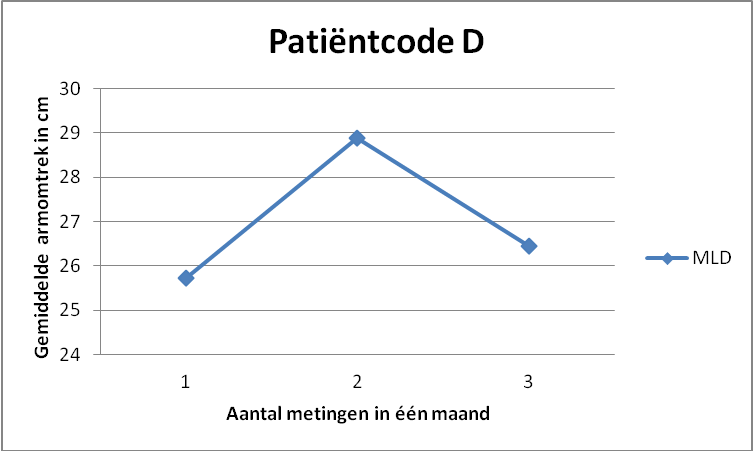 Patiëntcode D
Gemiddelde armomtrek in cm
30
29
28
27
26
25
24
1 2 3
Aantal metingen in één maand
MLD